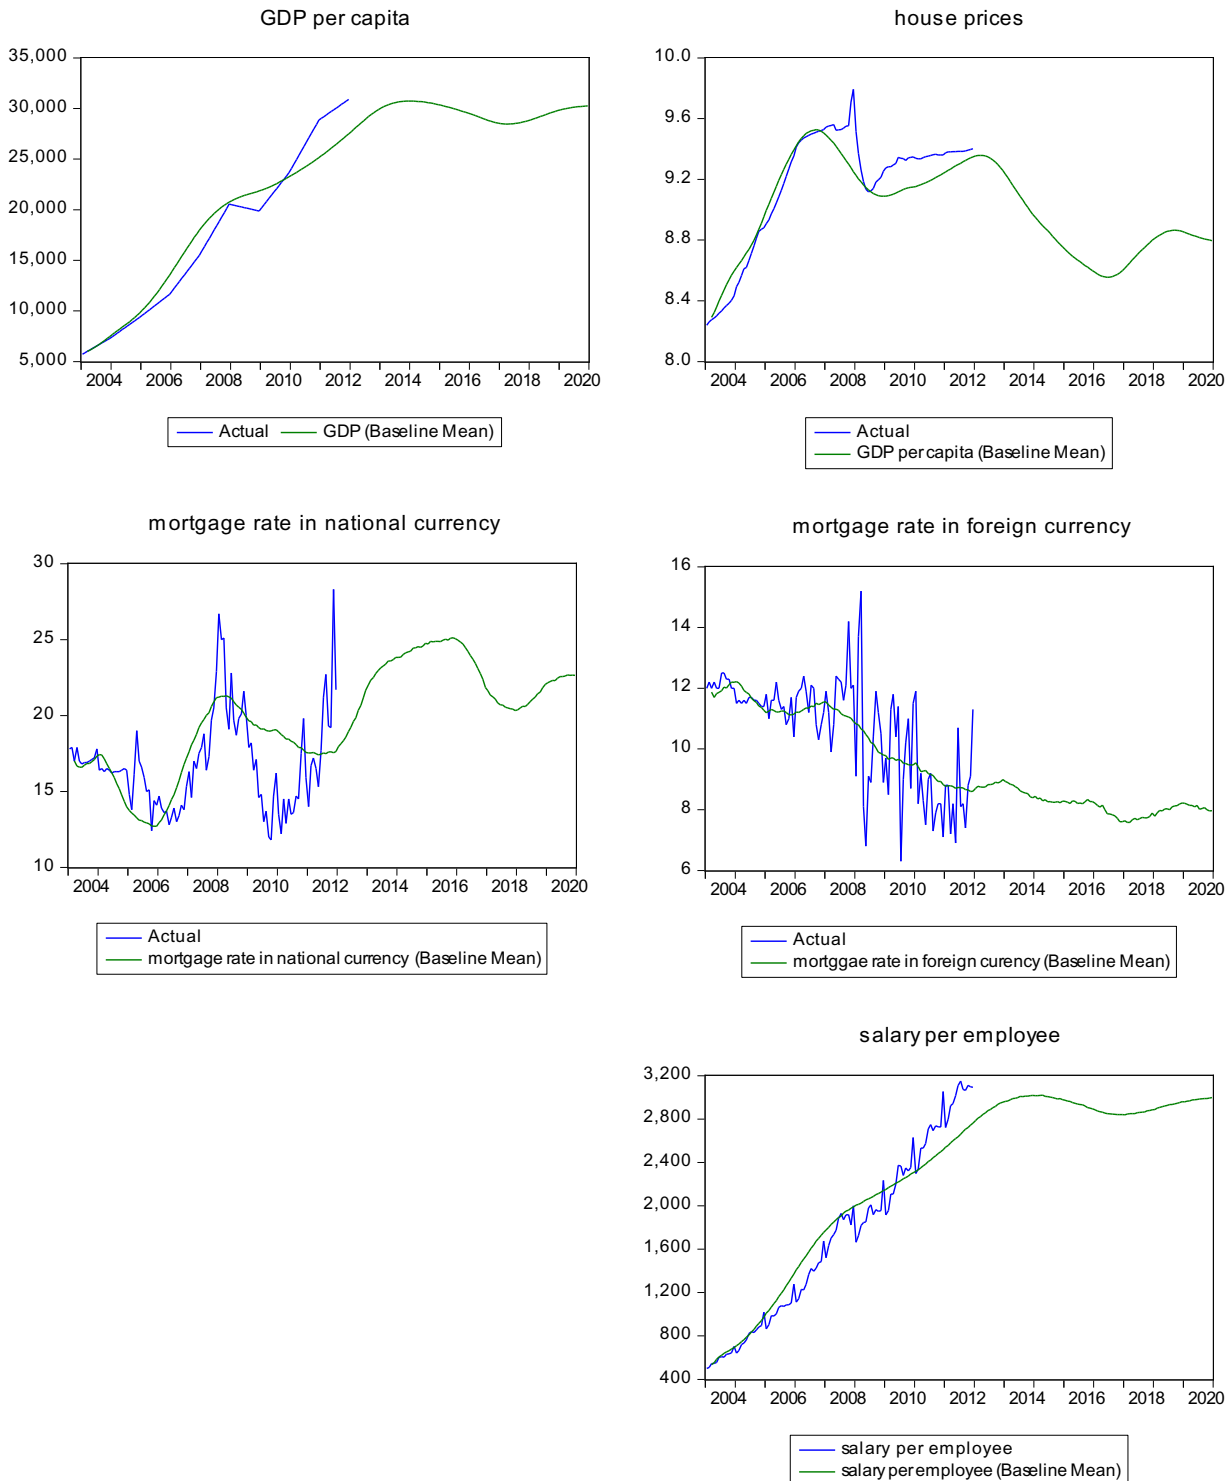 GDP per capita
35,000
30,000
25,000
20,000
15,000
10,000
5,000
2004 2006 2008 2010 2012 2014 2016 2018 2020
Actual GDP (Baseline Mean)
house prices
10.0
9.6
9.2
8.8
8.4
8.0
2004 2006 2008 2010 2012 2014 2016 2018 2020
Actual
GDP per capita (Baseline Mean)
mortgage rate in national currency
30
25
20
15
10
2004 2006 2008 2010 2012 2014 2016 2018 2020
Actual
mortgage rate in national currency (Baseline Mean)
mortgage rate in foreign currency
16
14
12
10
8
6
2004 2006 2008 2010 2012 2014 2016 2018 2020
Actual
mortggae rate in foreign curency (Baseline Mean)
salary per employee
3,200
2,800
2,400
2,000
1,600
1,200
800
400
2004 2006 2008 2010 2012 2014 2016 2018 2020
salary per employee
salary per employee (Baseline Mean)